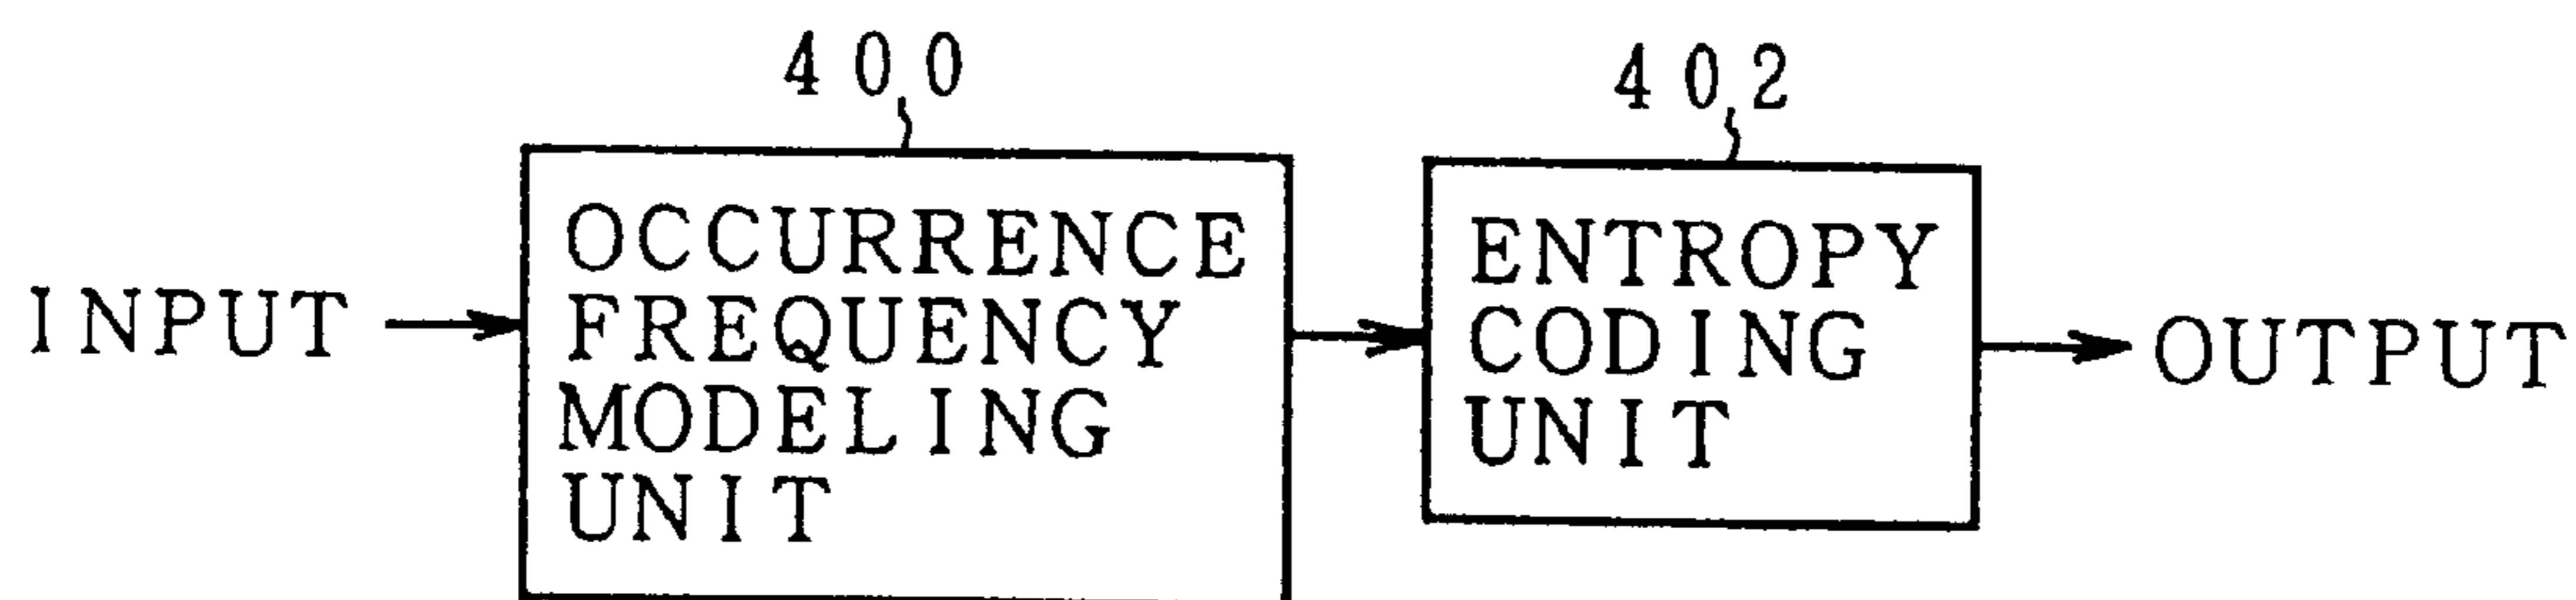 400
402
INPUT
OCCURRENCE
FREQUENCY
MODELING
UNIT
ENTROPY
CODING
UNIT
OUTPUT